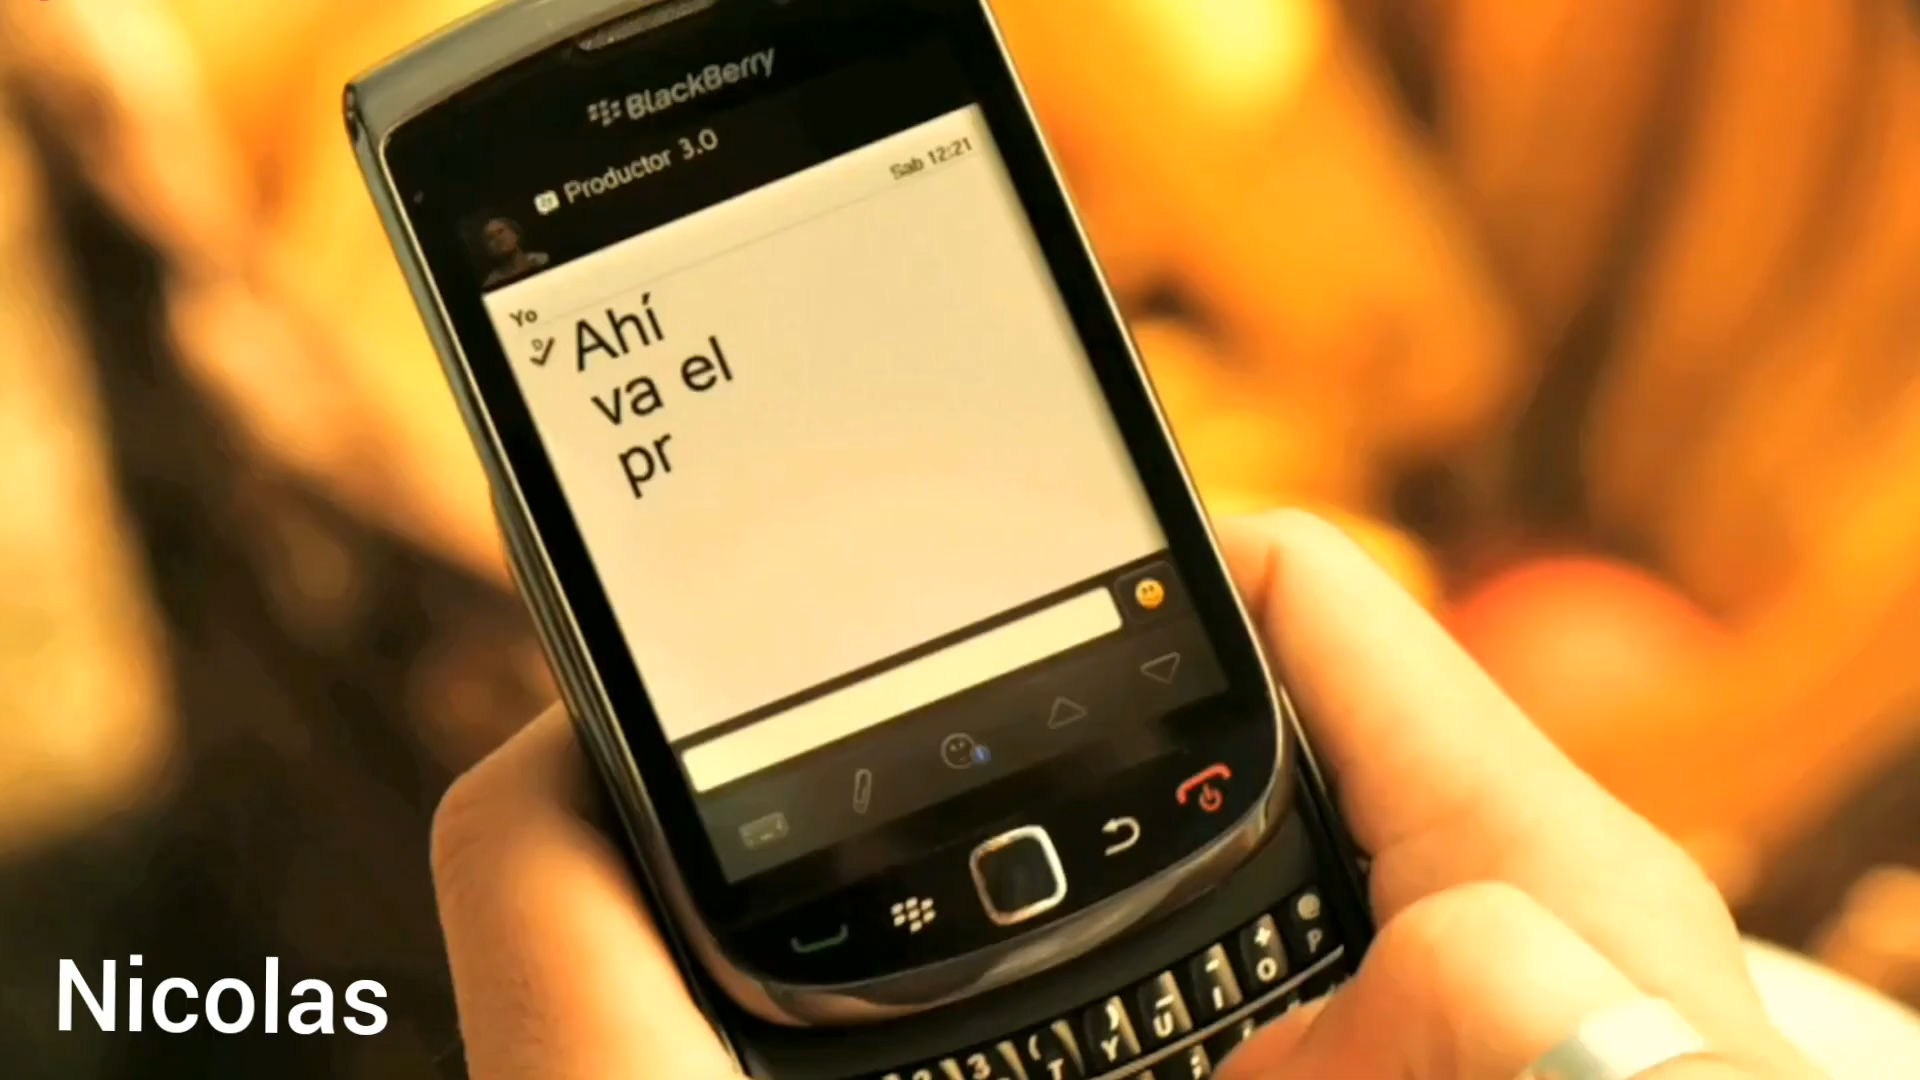 BlackBerry
Productor 3.0
Sab 12:21
Yo
Ahí
va el
pr
Nicolas